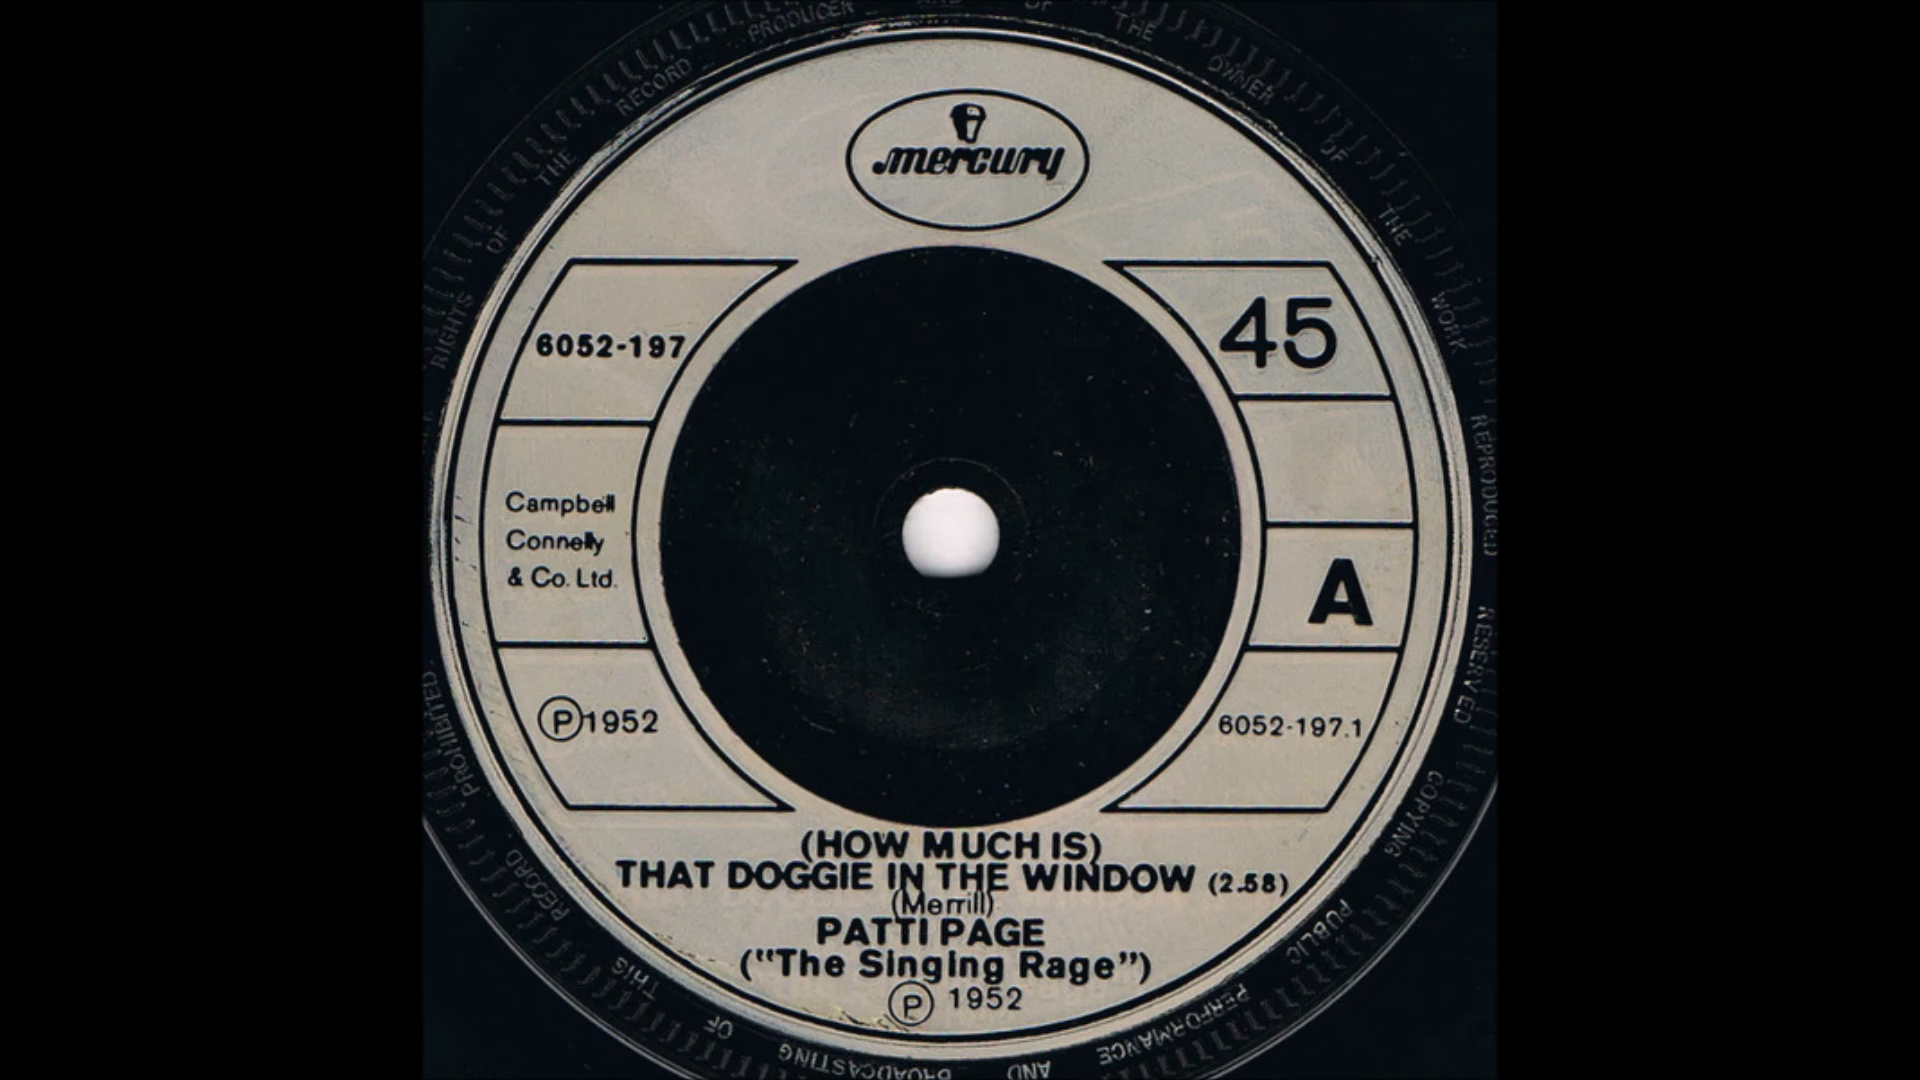 mercury
6052-197
45
Campbell
Connelly
& Co. Ltd.
A
Ⓟ1952
6052-197.1
(HOW MUCH IS)
THAT DOGGIE IN THE WINDOW (2.58)
(Merrill)
PATTI PAGE
("The Singing Rage")
Ⓟ 1952
RIGHTS OF THE RECORD PRODUCER AND OF THE OWNER OF THE WORK REPRODUCED RESERVED
COPYING PUBLIC PERFORMANCE AND BROADCASTING OF THIS RECORD PROHIBITED